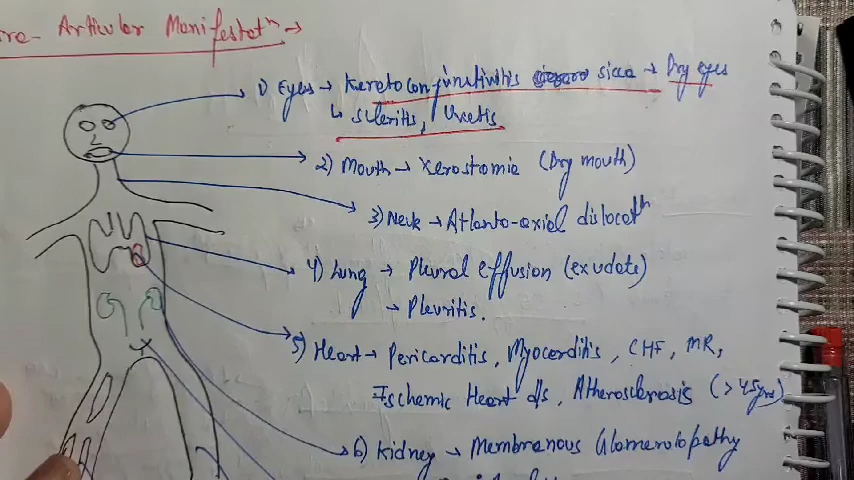 Articular Manifestatⁿ →
1) Eyes → Keratoconjunctivitis sicca → Dry eyes
↳ scleritis, Uveitis
2) Mouth → Xerostomia (Dry mouth)
3) Neck → Atlanto-axial dislocatⁿ
4) Lung → Plural effusion (exudate)
→ Pleuritis.
5) Heart → Pericarditis, Myocarditis, CHF, MR,
Ischemic Heart d/s, Atherosclerosis (>45yrs)
6) Kidney → Membranous Glomerulopathy